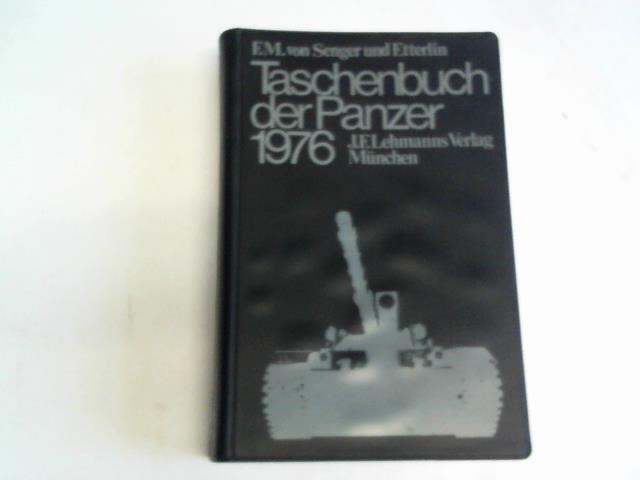 F.M. von Senger und Etterlin
Taschenbuch
der Panzer
1976 J.F. Lehmanns Verlag
München